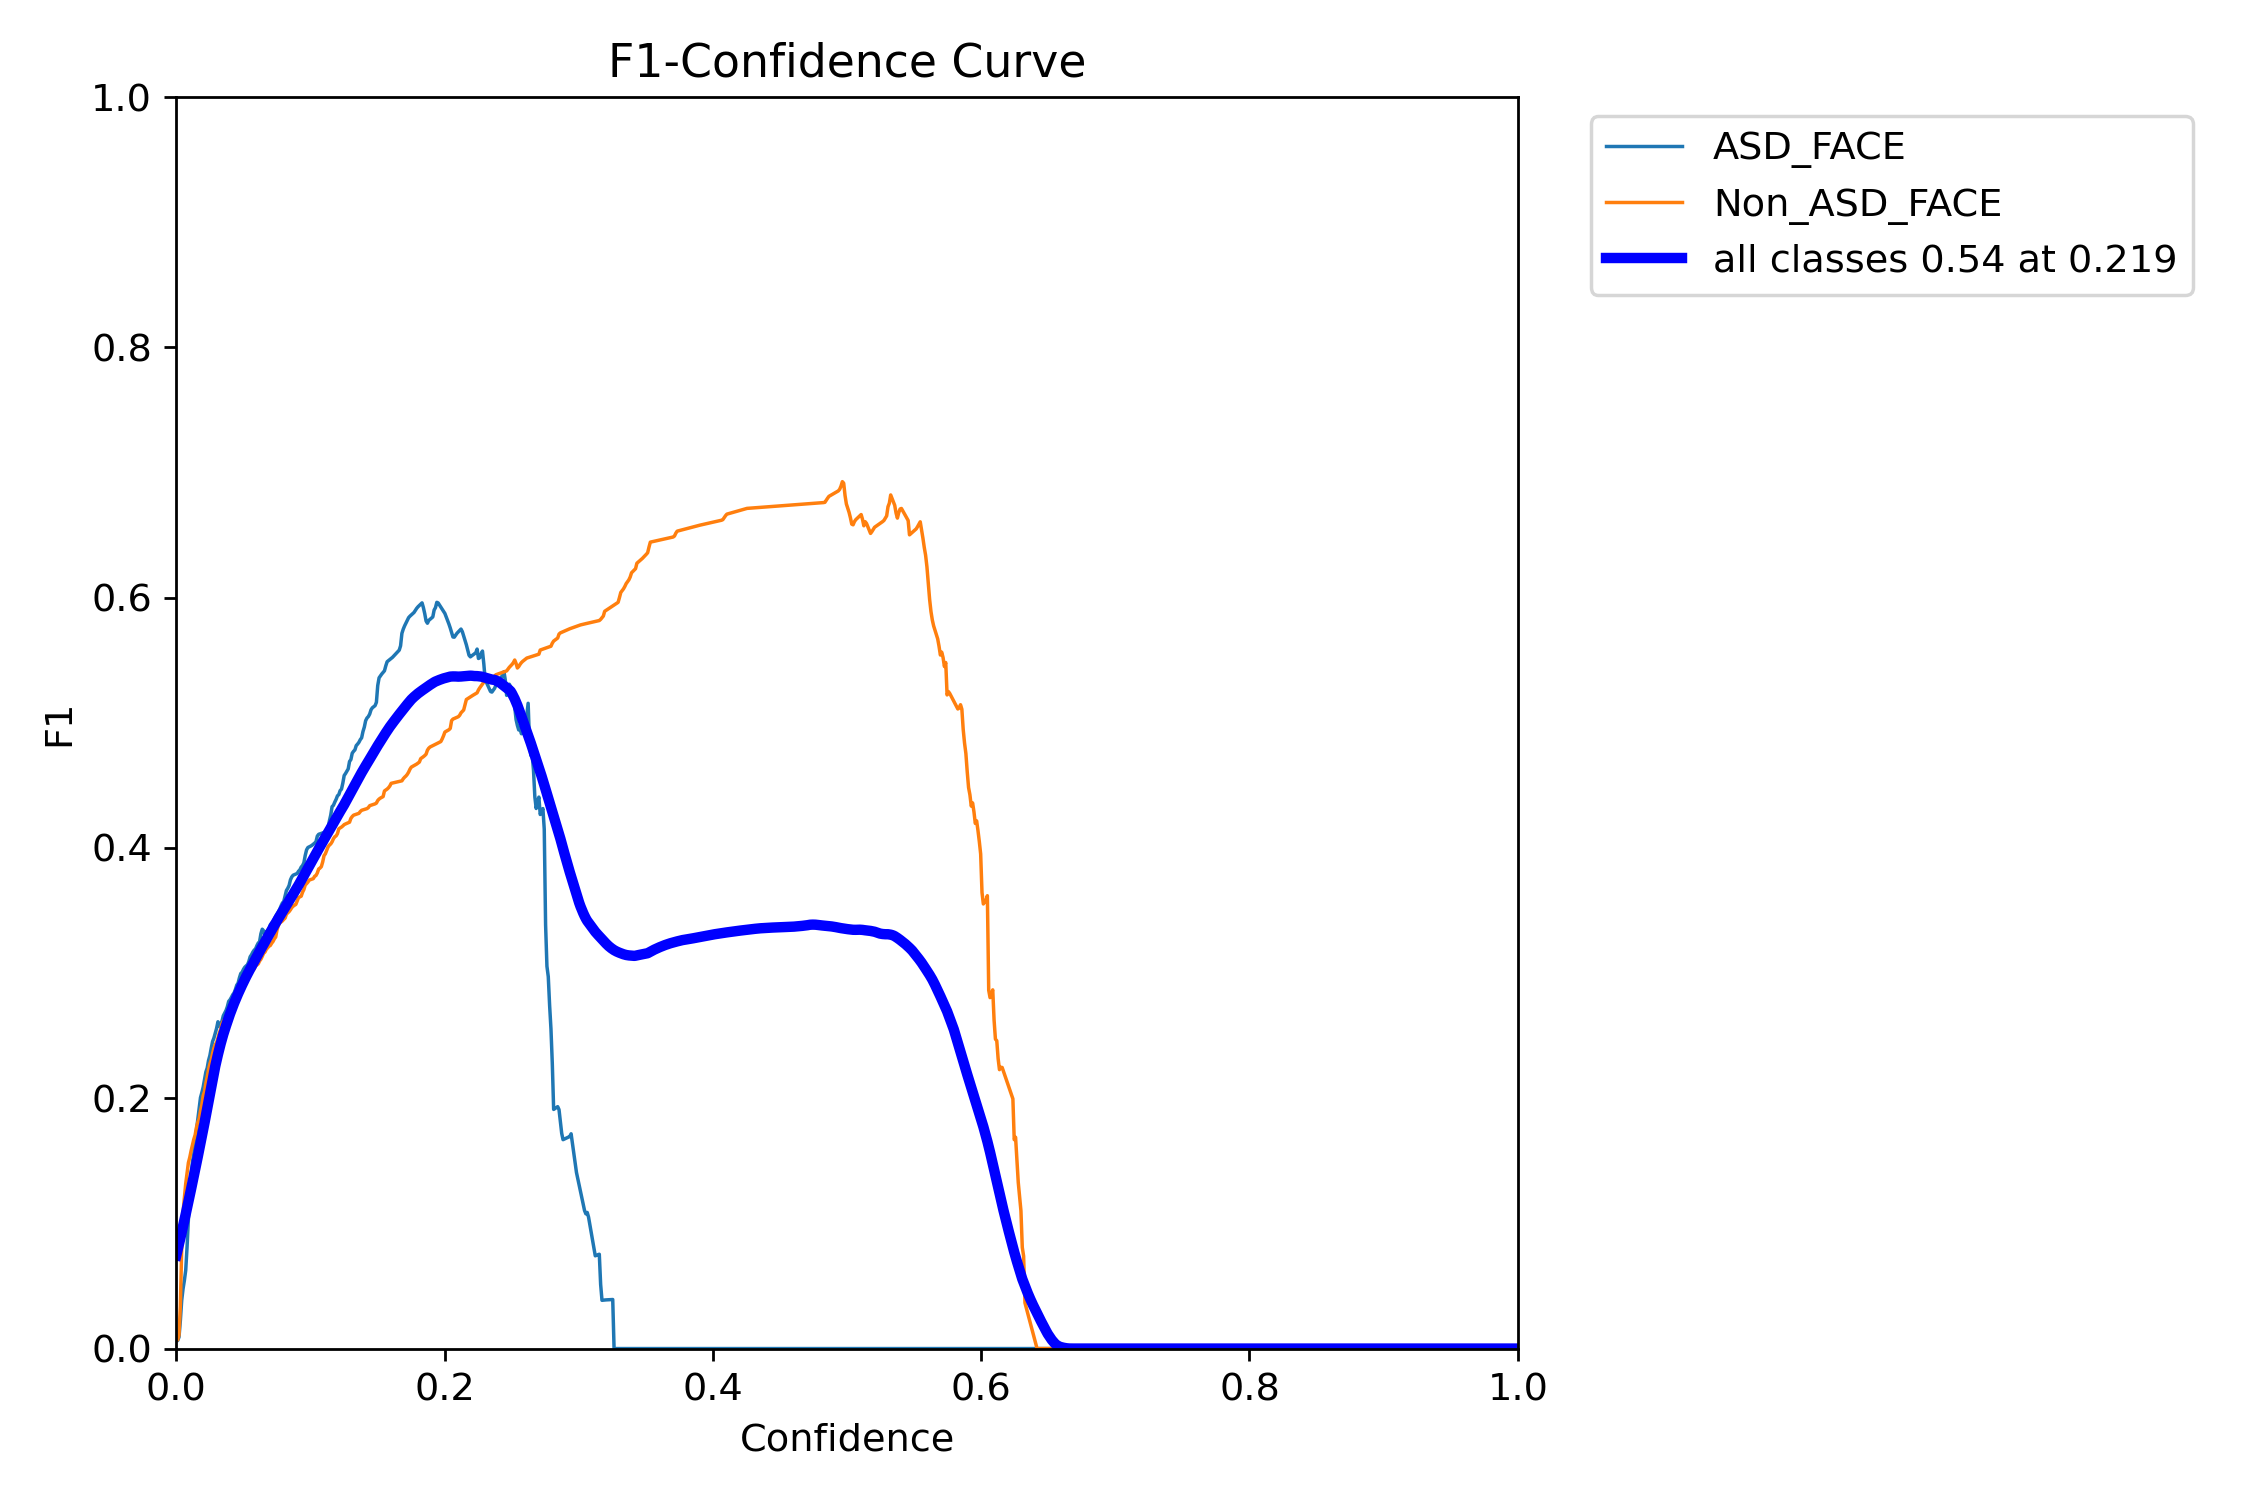 F1-Confidence Curve
1.0
0.8
0.6
0.4
0.2
0.0
F1
0.0 0.2 0.4 0.6 0.8 1.0
Confidence
ASD_FACE
Non_ASD_FACE
all classes 0.54 at 0.219